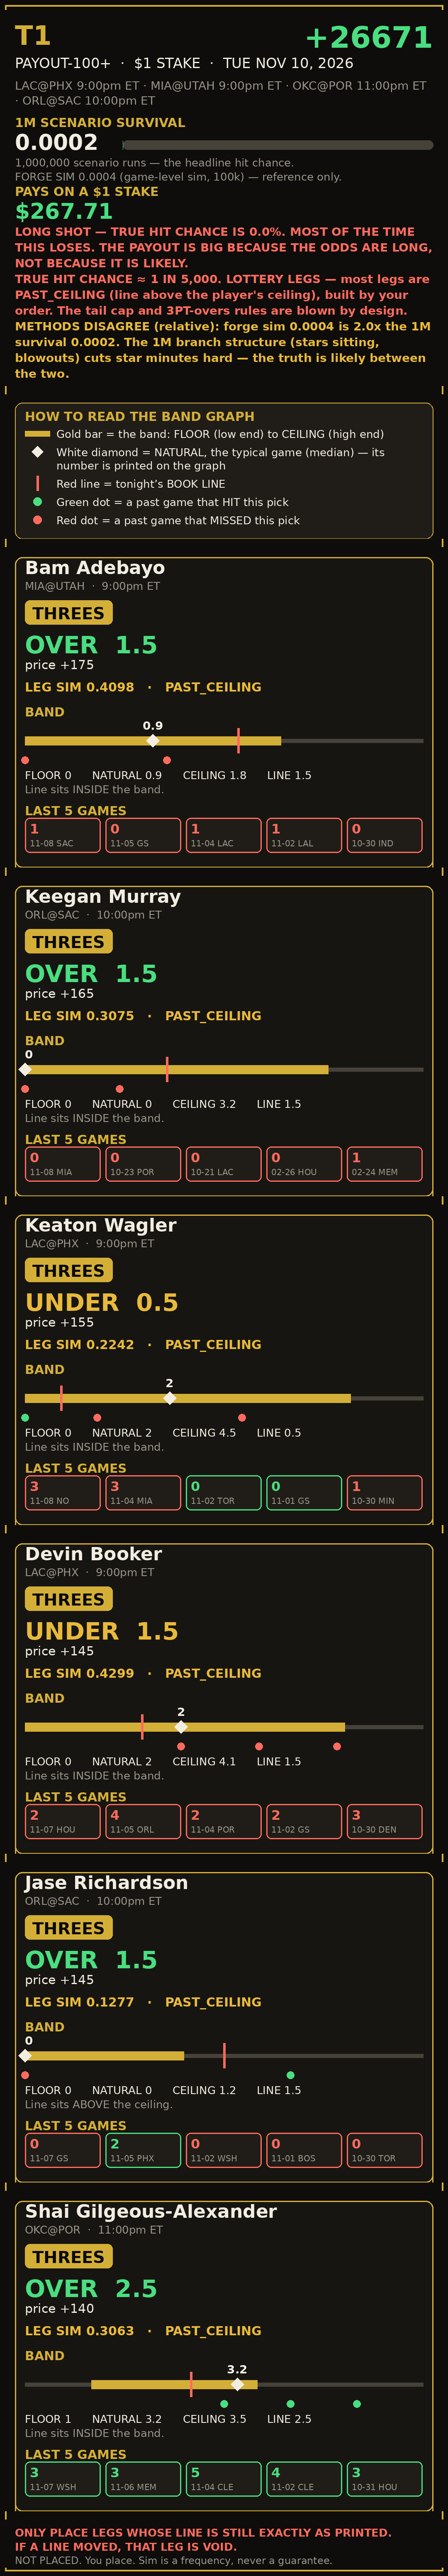 T1
+26671
PAYOUT-100+ · $1 STAKE · TUE NOV 10, 2026
LAC@PHX 9:00pm ET · MIA@UTAH 9:00pm ET · OKC@POR 11:00pm ET
· ORL@SAC 10:00pm ET
1M SCENARIO SURVIVAL
0.0002
1,000,000 scenario runs — the headline hit chance.
FORGE SIM 0.0004 (game-level sim, 100k) — reference only.
PAYS ON A $1 STAKE
$267.71
LONG SHOT — TRUE HIT CHANCE IS 0.0%. MOST OF THE TIME
THIS LOSES. THE PAYOUT IS BIG BECAUSE THE ODDS ARE LONG,
NOT BECAUSE IT IS LIKELY.
TRUE HIT CHANCE ≈ 1 IN 5,000. LOTTERY LEGS — most legs are
PAST_CEILING (line above the player's ceiling), built by your
order. The tail cap and 3PT-overs rules are blown by design.
METHODS DISAGREE (relative): forge sim 0.0004 is 2.0x the 1M
survival 0.0002. The 1M branch structure (stars sitting,
blowouts) cuts star minutes hard — the truth is likely between
the two.
HOW TO READ THE BAND GRAPH
Gold bar = the band: FLOOR (low end) to CEILING (high end)
White diamond = NATURAL, the typical game (median) — its
number is printed on the graph
Red line = tonight's BOOK LINE
Green dot = a past game that HIT this pick
Red dot = a past game that MISSED this pick
Bam Adebayo
MIA@UTAH · 9:00pm ET
THREES
OVER 1.5
price +175
LEG SIM 0.4098 · PAST_CEILING
BAND
0.9
FLOOR 0 NATURAL 0.9 CEILING 1.8 LINE 1.5
Line sits INSIDE the band.
LAST 5 GAMES
1 0 1 1 0
11-08 SAC 11-05 GS 11-04 LAC 11-02 LAL 10-30 IND
Keegan Murray
ORL@SAC · 10:00pm ET
THREES
OVER 1.5
price +165
LEG SIM 0.3075 · PAST_CEILING
BAND
0
FLOOR 0 NATURAL 0 CEILING 3.2 LINE 1.5
Line sits INSIDE the band.
LAST 5 GAMES
0 0 0 0 1
11-08 MIA 10-23 POR 10-21 LAC 02-26 HOU 02-24 MEM
Keaton Wagler
LAC@PHX · 9:00pm ET
THREES
UNDER 0.5
price +155
LEG SIM 0.2242 · PAST_CEILING
BAND
2
FLOOR 0 NATURAL 2 CEILING 4.5 LINE 0.5
Line sits INSIDE the band.
LAST 5 GAMES
3 3 0 0 1
11-08 NO 11-04 MIA 11-02 TOR 11-01 GS 10-30 MIN
Devin Booker
LAC@PHX · 9:00pm ET
THREES
UNDER 1.5
price +145
LEG SIM 0.4299 · PAST_CEILING
BAND
2
FLOOR 0 NATURAL 2 CEILING 4.1 LINE 1.5
Line sits INSIDE the band.
LAST 5 GAMES
2 4 2 2 3
11-07 HOU 11-05 ORL 11-04 POR 11-02 GS 10-30 DEN
Jase Richardson
ORL@SAC · 10:00pm ET
THREES
OVER 1.5
price +145
LEG SIM 0.1277 · PAST_CEILING
BAND
0
FLOOR 0 NATURAL 0 CEILING 1.2 LINE 1.5
Line sits ABOVE the ceiling.
LAST 5 GAMES
0 2 0 0 0
11-07 GS 11-05 PHX 11-02 WSH 11-01 BOS 10-30 TOR
Shai Gilgeous-Alexander
OKC@POR · 11:00pm ET
THREES
OVER 2.5
price +140
LEG SIM 0.3063 · PAST_CEILING
BAND
3.2
FLOOR 1 NATURAL 3.2 CEILING 3.5 LINE 2.5
Line sits INSIDE the band.
LAST 5 GAMES
3 3 5 4 3
11-07 WSH 11-06 MEM 11-04 CLE 11-02 CLE 10-31 HOU
ONLY PLACE LEGS WHOSE LINE IS STILL EXACTLY AS PRINTED.
IF A LINE MOVED, THAT LEG IS VOID.
NOT PLACED. You place. Sim is a frequency, never a guarantee.